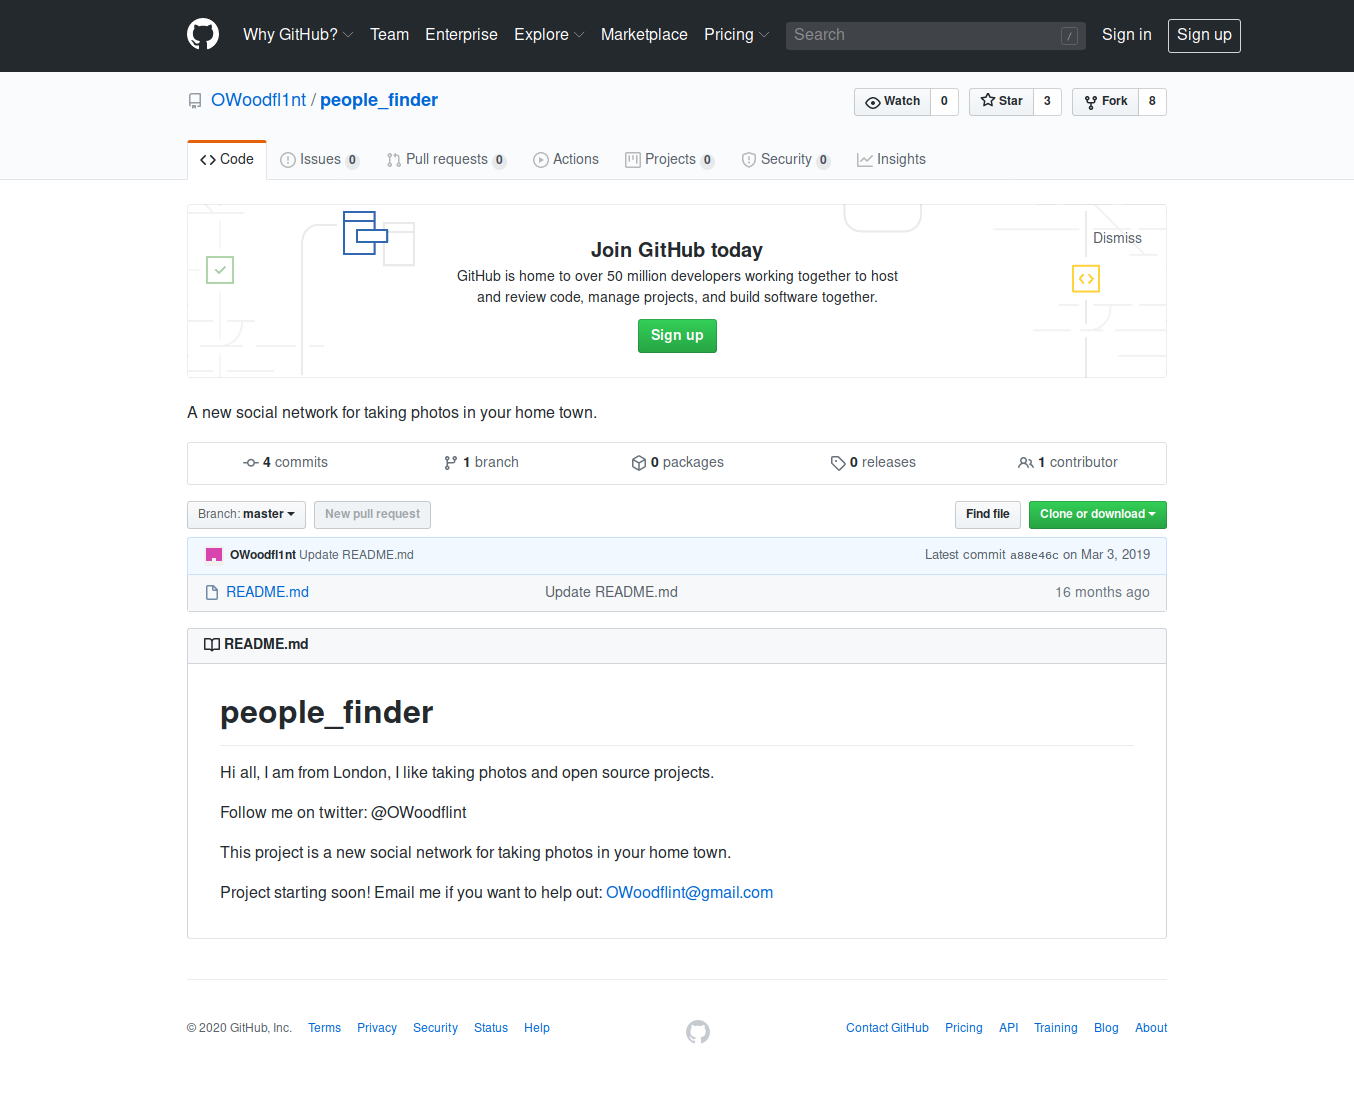 Why GitHub? Team Enterprise Explore Marketplace Pricing Search / Sign in Sign up
OWoodfl1nt / people_finder Watch 0 Star 3 Fork 8
Code Issues 0 Pull requests 0 Actions Projects 0 Security 0 Insights
Dismiss
Join GitHub today
GitHub is home to over 50 million developers working together to host
and review code, manage projects, and build software together.
Sign up
A new social network for taking photos in your home town.
4 commits 1 branch 0 packages 0 releases 1 contributor
Branch: master New pull request Find file Clone or download
OWoodfl1nt Update README.md Latest commit a88e46c on Mar 3, 2019
README.md Update README.md 16 months ago
README.md
people_finder
Hi all, I am from London, I like taking photos and open source projects.
Follow me on twitter: @OWoodflint
This project is a new social network for taking photos in your home town.
Project starting soon! Email me if you want to help out: OWoodflint@gmail.com
© 2020 GitHub, Inc. Terms Privacy Security Status Help Contact GitHub Pricing API Training Blog About